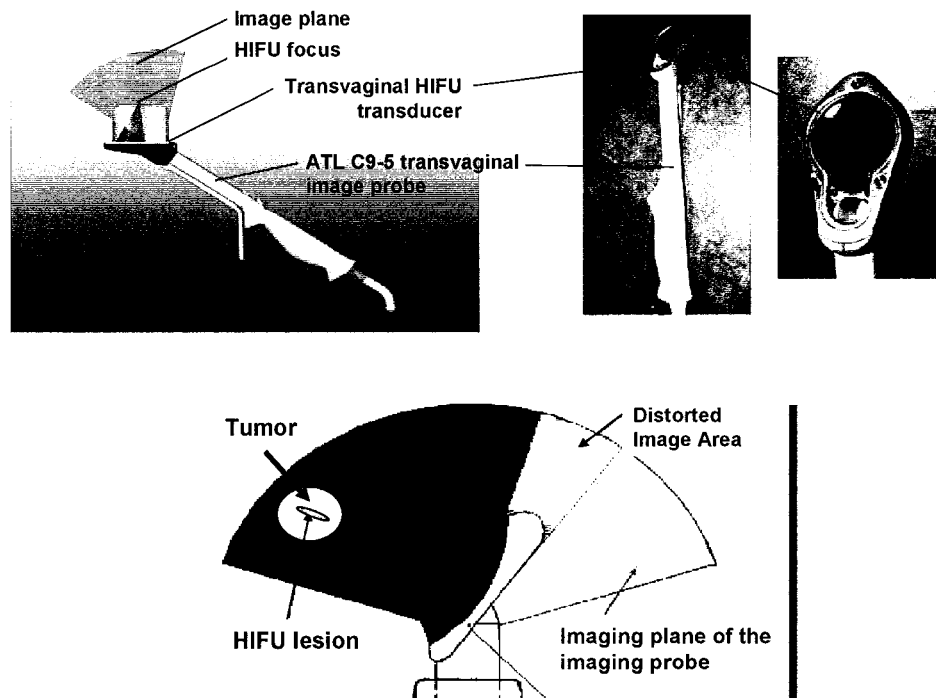 Image plane
HIFU focus
Transvaginal HIFU
transducer
ATL C9-5 transvaginal
image probe
Tumor
Distorted
Image Area
HIFU lesion
Imaging plane of the
imaging probe